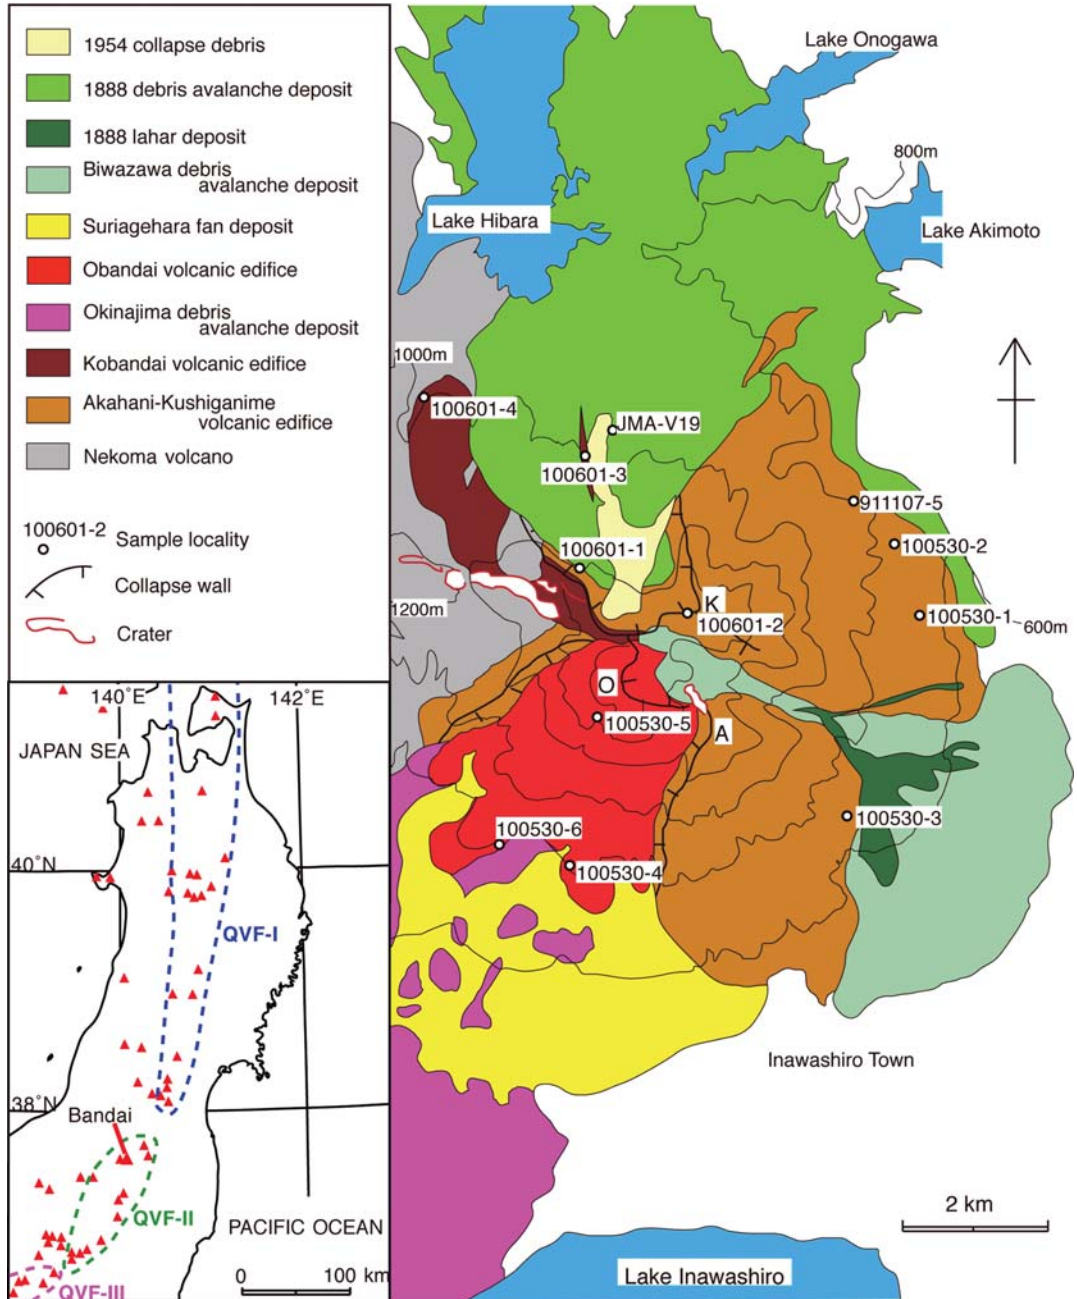 1954 collapse debris
1888 debris avalanche deposit
1888 lahar deposit
Biwazawa debris
avalanche deposit
Suriagehara fan deposit
Obandai volcanic edifice
Okinajima debris
avalanche deposit
Kobandai volcanic edifice
Akahani-Kushiganime
volcanic edifice
Nekoma volcano
100601-2
Sample locality
Collapse wall
Crater
Lake Onogawa
800m
Lake Hibara
Lake Akimoto
1000m
100601-4
JMA-V19
100601-3
911107-5
100530-2
100601-1
1200m
K
100601-2
100530-1
600m
O
100530-5
A
100530-3
100530-6
100530-4
Inawashiro Town
2 km
Lake Inawashiro
140˚E
142˚E
JAPAN SEA
40˚N
QVF-I
38˚N
Bandai
QVF-II
PACIFIC OCEAN
0
100 km
QVF-III